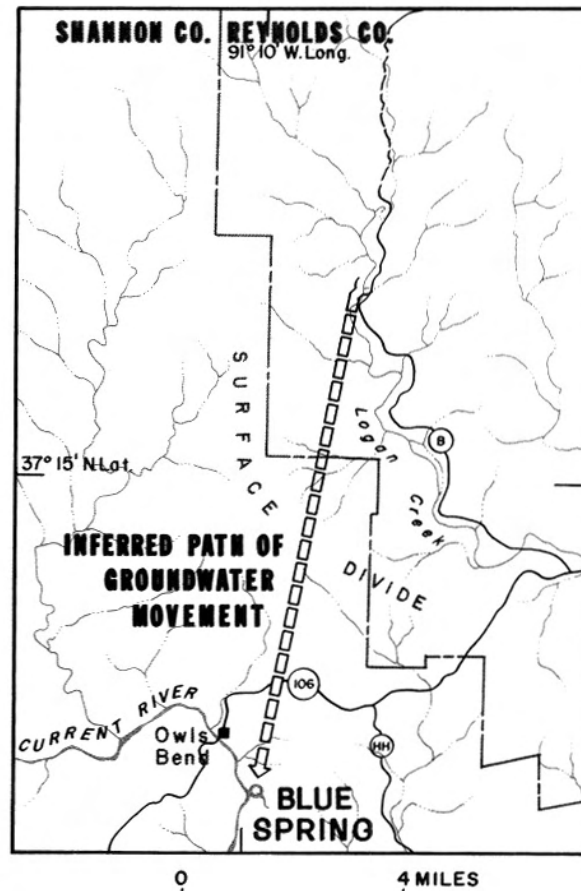 SHANNON CO. REYNOLDS CO.
91° 10' W. Long.
SURFACE
DIVIDE
Logan
Creek
B
37° 15' N. Lat.
INFERRED PATH OF
GROUNDWATER
MOVEMENT
106
CURRENT RIVER
Owls
Bend
HH
BLUE
SPRING
0 4 MILES